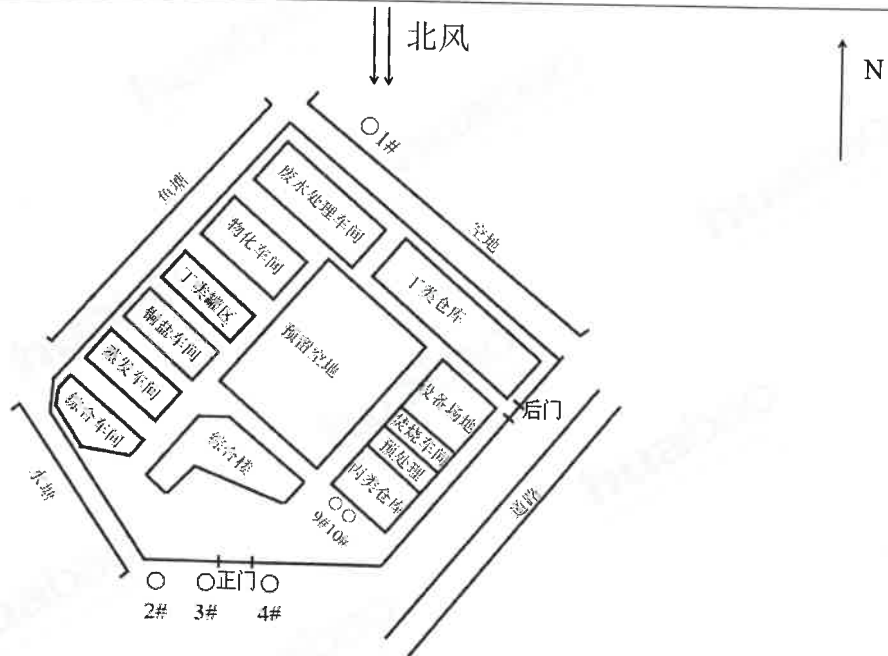 北风
N
1#
鱼塘
空地
废水处理车间
物化车间
丁类罐区
铜盐车间
蒸发车间
综合车间
丁类仓库
预留空地
设备场地
焚烧车间
预处理
丙类仓库
综合楼
后门
道路
水塘
9#10#
正门
2#
3#
4#
huabao
huabao